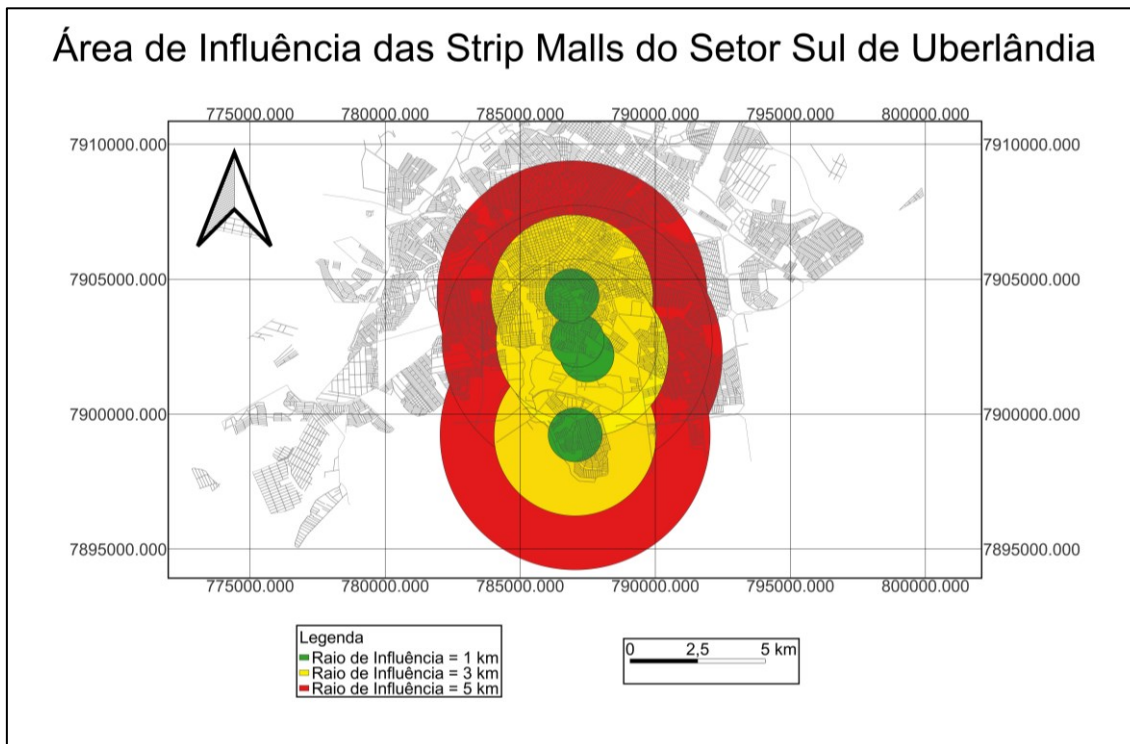 Área de Influência das Strip Malls do Setor Sul de Uberlândia
775000.000 780000.000 785000.000 790000.000 795000.000 800000.000
7910000.000 7910000.000
7905000.000 7905000.000
7900000.000 7900000.000
7895000.000 7895000.000
775000.000 780000.000 785000.000 790000.000 795000.000 800000.000
Legenda
Raio de Influência = 1 km
Raio de Influência = 3 km
Raio de Influência = 5 km
0 2,5 5 km